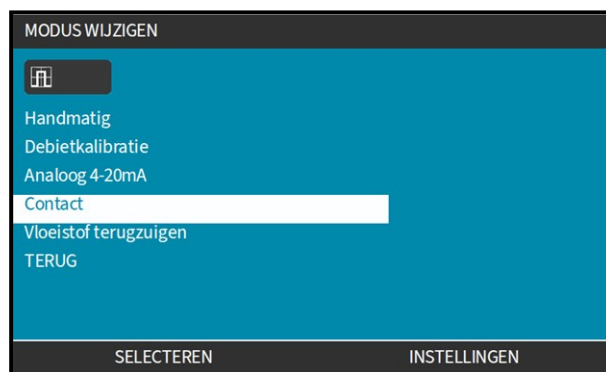 MODUS WIJZIGEN
Handmatig
Debietkalibratie
Analoog 4-20mA
Contact
Vloeistof terugzuigen
TERUG
SELECTEREN INSTELLINGEN